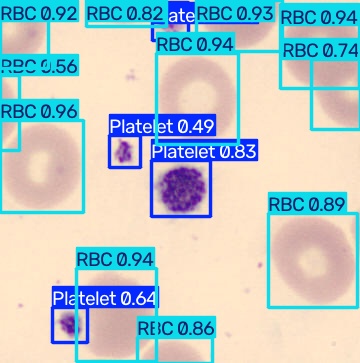 RBC 0.92
RBC 0.82
ate
RBC 0.93
RBC 0.94
RBC 0.94
RBC 0.74
RBC 0.56
RBC 0.96
Platelet 0.49
Platelet 0.83
RBC 0.89
RBC 0.94
Platelet 0.64
RBC 0.86